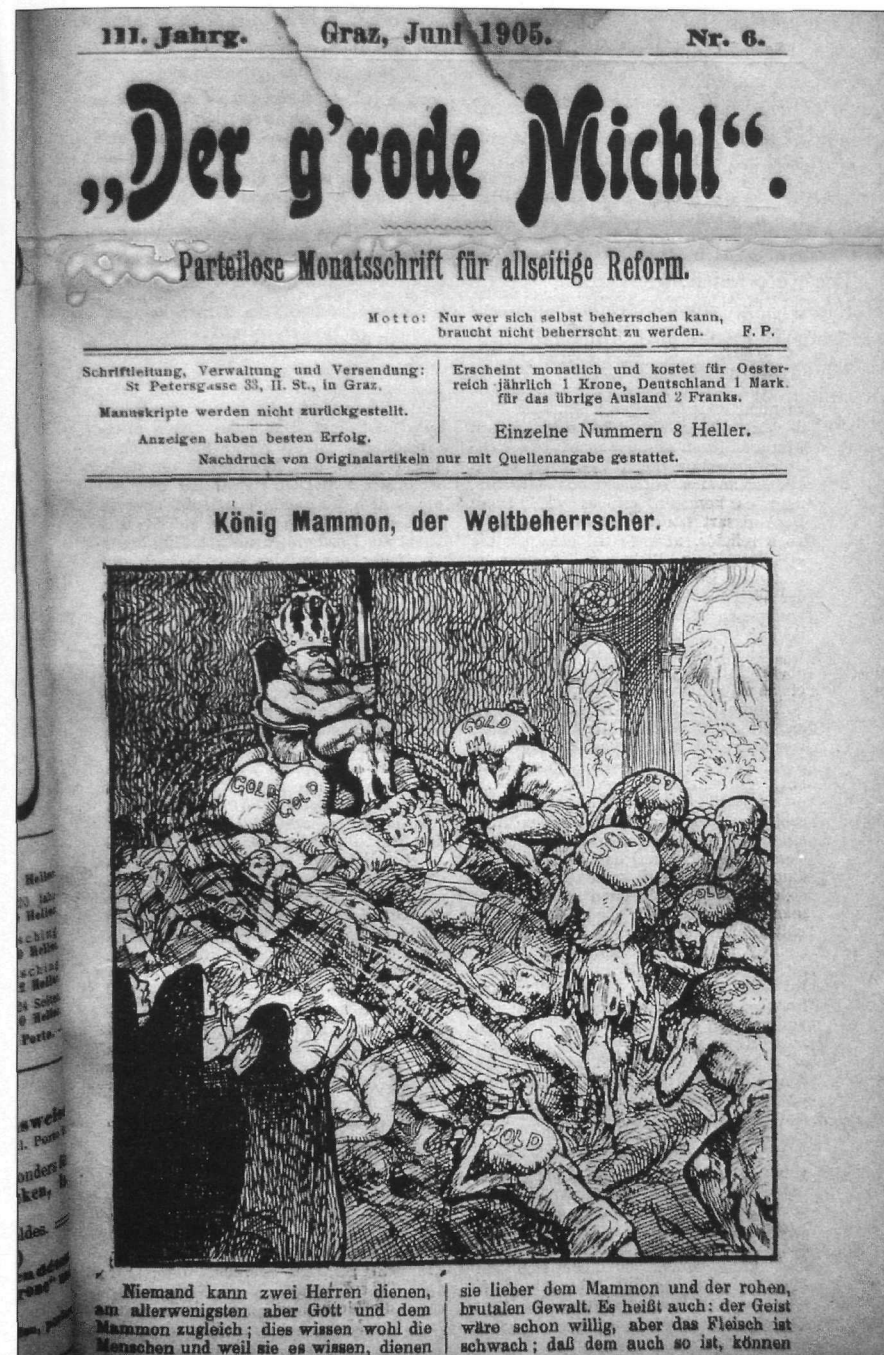 III. Jahrg. Graz, Juni 1905. Nr. 6.
„Der g'rode Michl“.
Parteilose Monatsschrift für allseitige Reform.
Motto: Nur wer sich selbst beherrschen kann,
braucht nicht beherrscht zu werden. F. P.
Schriftleitung, Verwaltung und Versendung:
St Petersgasse 33, II. St., in Graz.
Manuskripte werden nicht zurückgestellt.
Anzeigen haben besten Erfolg.
Erscheint monatlich und kostet für Oester-
reich jährlich 1 Krone, Deutschland 1 Mark.
für das übrige Ausland 2 Franks.
Einzelne Nummern 8 Heller.
Nachdruck von Originalartikeln nur mit Quellenangabe gestattet.
König Mammon, der Weltbeherrscher.
GOLD
GOLD
GOLD
GOLD
GOLD
GOLD
GOLD
GOLD
Niemand kann zwei Herren dienen,
am allerwenigsten aber Gott und dem
Mammon zugleich; dies wissen wohl die
Menschen und weil sie es wissen, dienen
sie lieber dem Mammon und der rohen,
brutalen Gewalt. Es heißt auch: der Geist
wäre schon willig, aber das Fleisch ist
schwach; daß dem auch so ist, können
Heller
Heller
Heller
Heller
Porto.